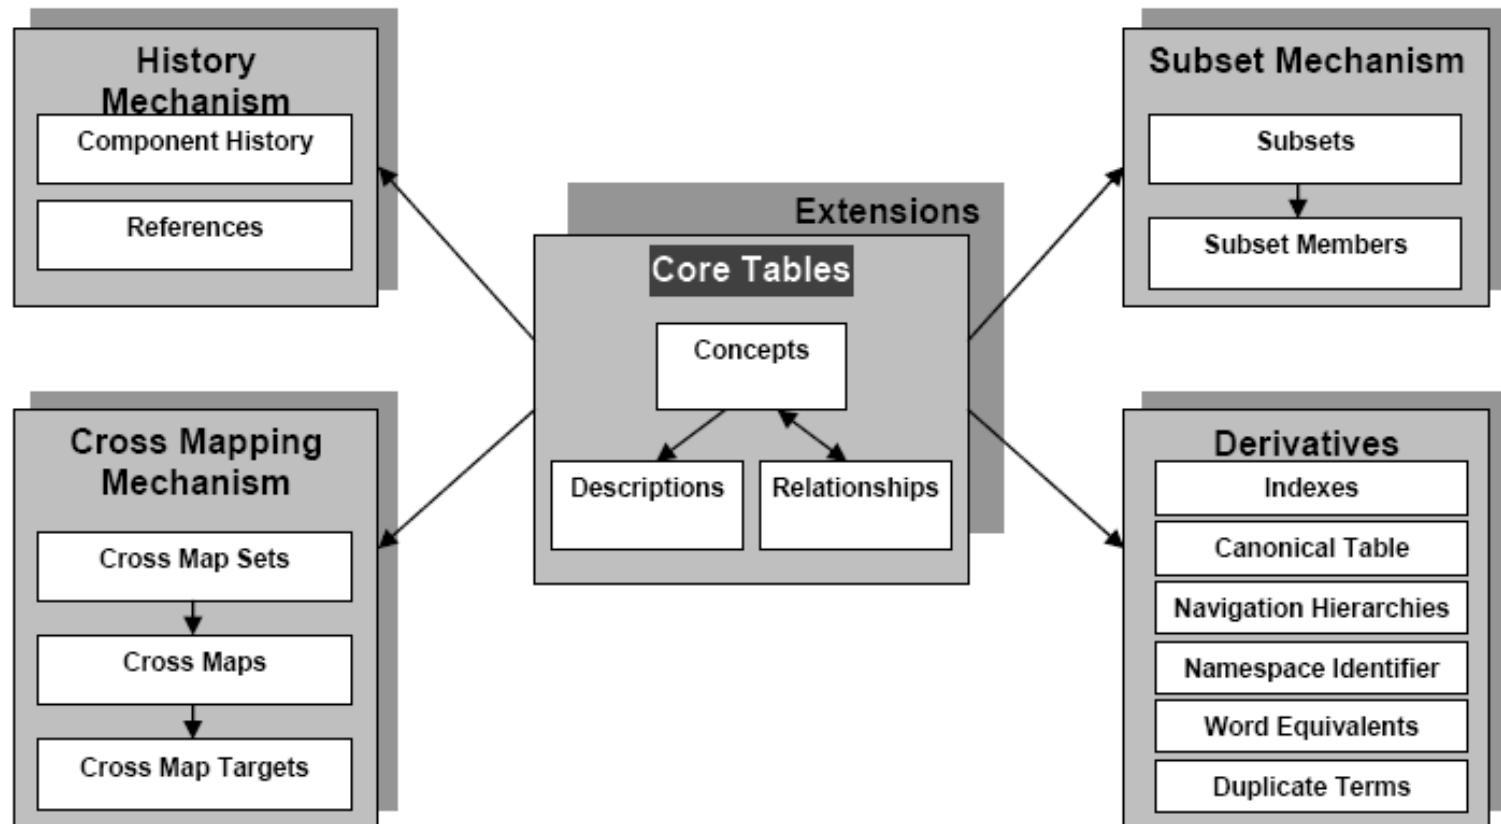 History
Mechanism
Component History
References
Subset Mechanism
Subsets
Subset Members
Extensions
Core Tables
Concepts
Descriptions
Relationships
Cross Mapping
Mechanism
Cross Map Sets
Cross Maps
Cross Map Targets
Derivatives
Indexes
Canonical Table
Navigation Hierarchies
Namespace Identifier
Word Equivalents
Duplicate Terms